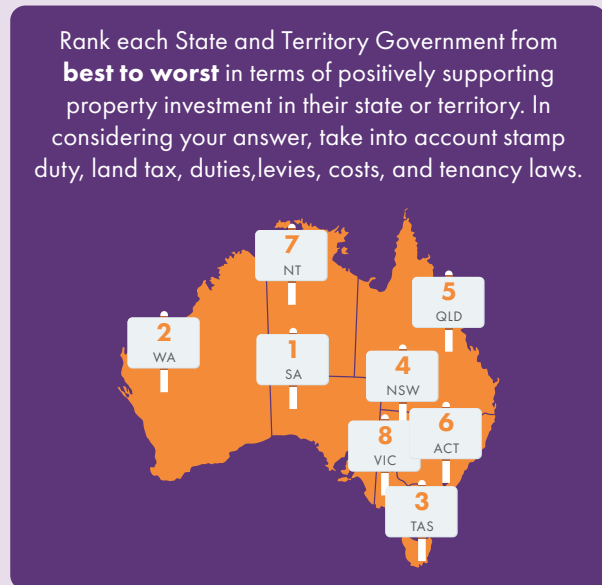 Rank each State and Territory Government from
best to worst in terms of positively supporting
property investment in their state or territory. In
considering your answer, take into account stamp
duty, land tax, duties,levies, costs, and tenancy laws.
7
NT
5
QLD
2
WA
1
SA
4
NSW
6
ACT
8
VIC
3
TAS